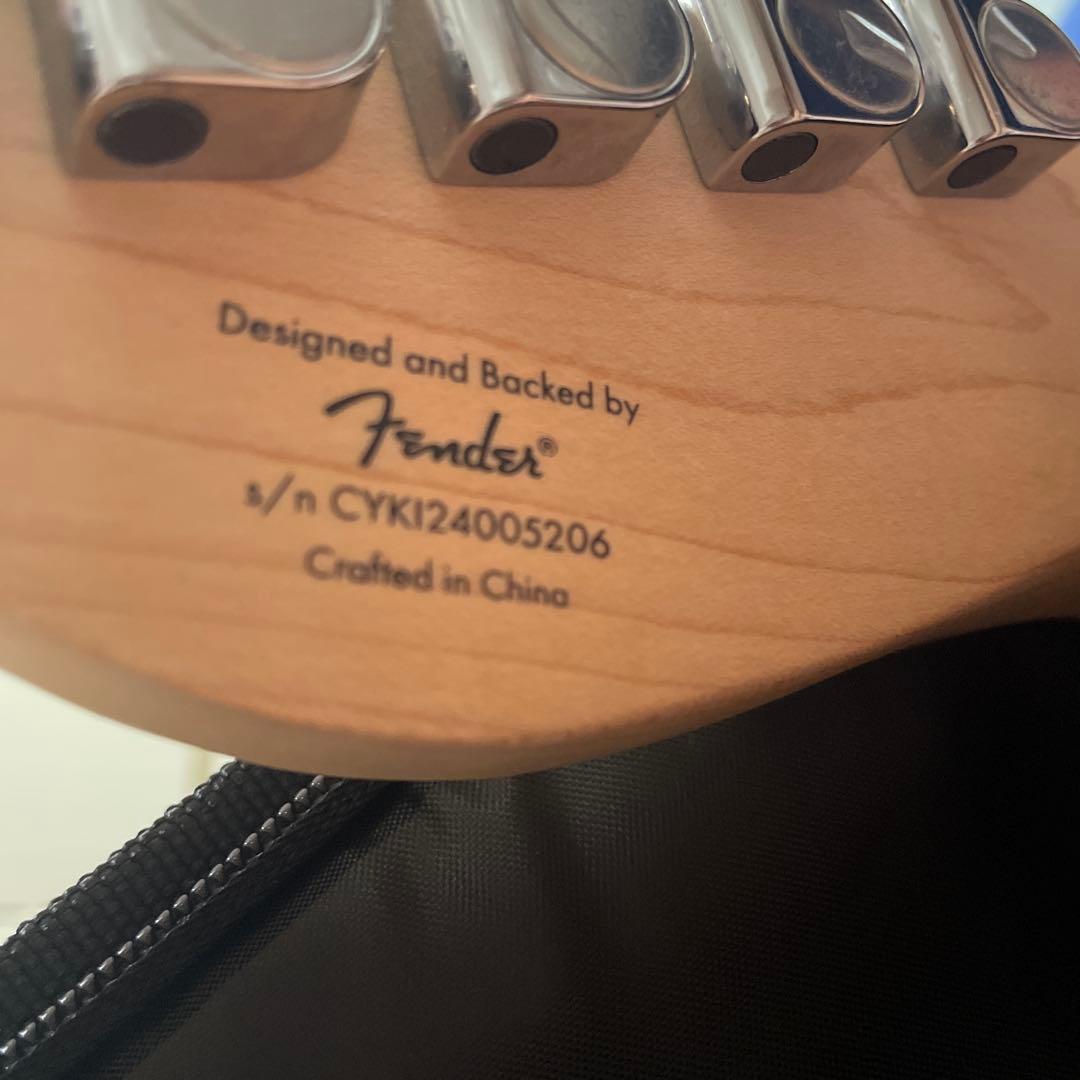 Designed and Backed by
Fender®
s/n CYKI24005206
Crafted in China